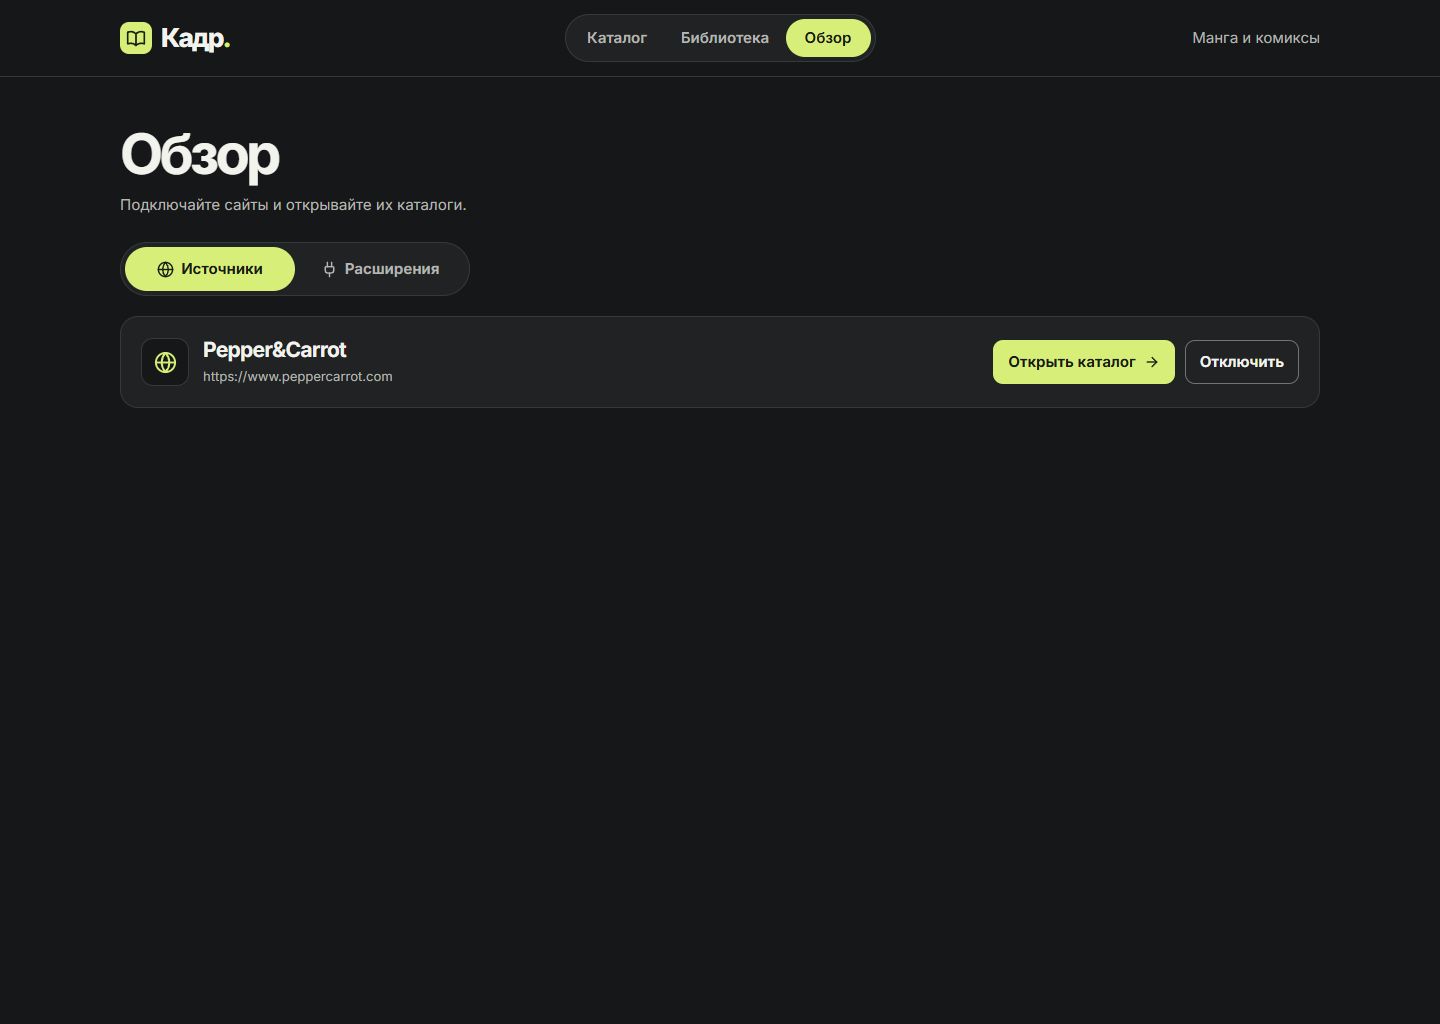 Кадр.
Каталог
Библиотека
Обзор
Манга и комиксы
Обзор
Подключайте сайты и открывайте их каталоги.
Источники
Расширения
Pepper&Carrot
https://www.peppercarrot.com
Открыть каталог
Отключить